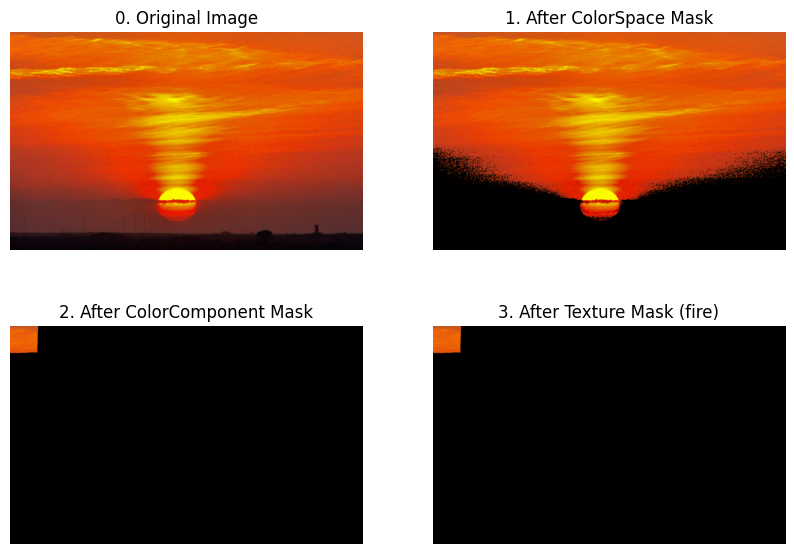 0. Original Image
1. After ColorSpace Mask
2. After ColorComponent Mask
3. After Texture Mask (fire)